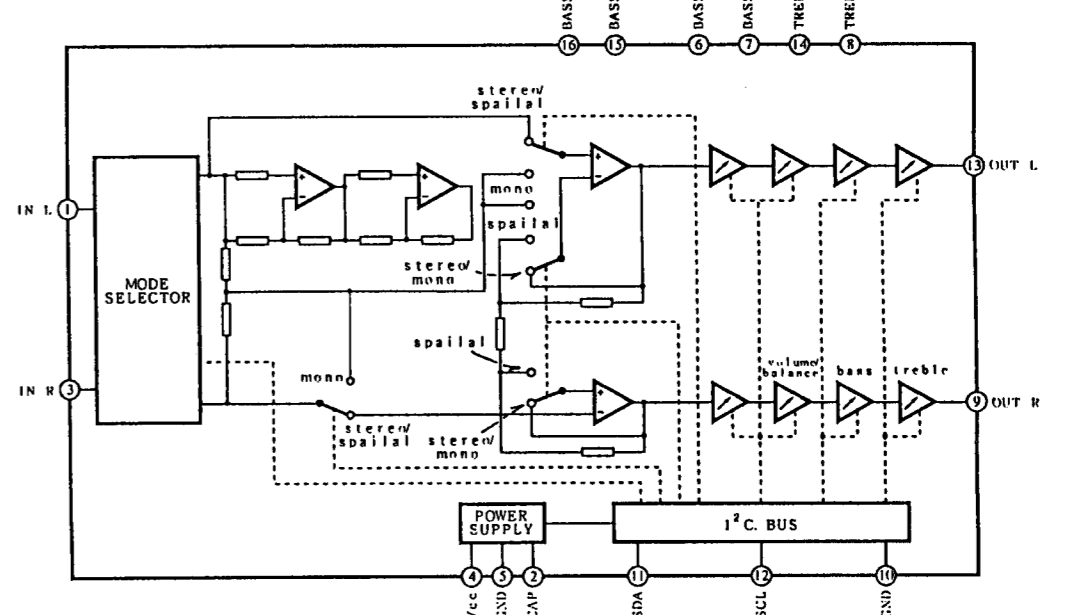 BASS
BASS
BASS
BASS
TREB
TREB
16
15
6
7
14
8
stereo/
spailal
mono
spailal
stereo/
mono
IN L
1
MODE
SELECTOR
13
OUT L
spailal
mono
stereo/
spailal
stereo/
mono
volume/
balance
bass
treble
IN R
3
9
OUT R
POWER
SUPPLY
I²C. BUS
4
5
2
11
12
10
Vcc
GND
CAP
SDA
SCL
GND
+
−
+
−
+
−
+
−